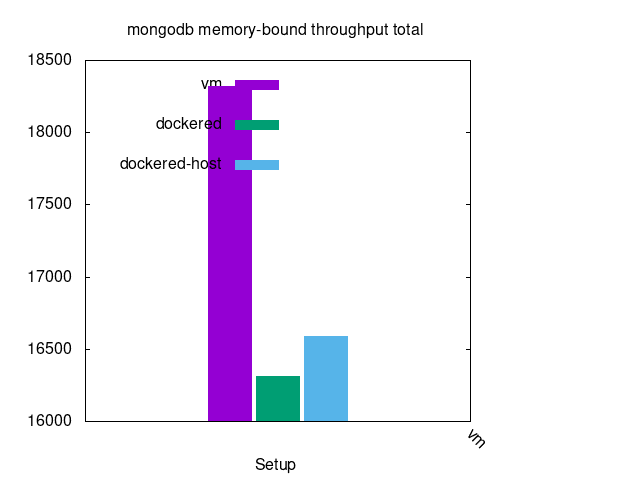 mongodb memory-bound throughput total
18500
vm
dockered
18000
dockered-host
17500
17000
16500
16000
vm
Setup